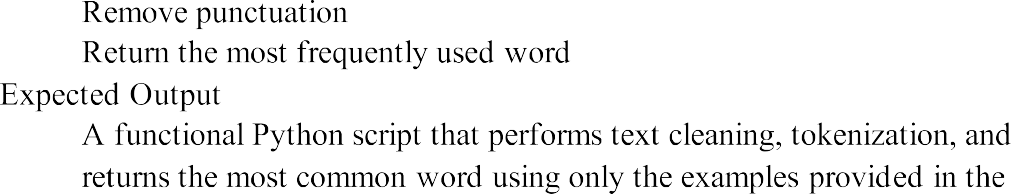 Remove punctuation
Return the most frequently used word
Expected Output
A functional Python script that performs text cleaning, tokenization, and
returns the most common word using only the examples provided in the